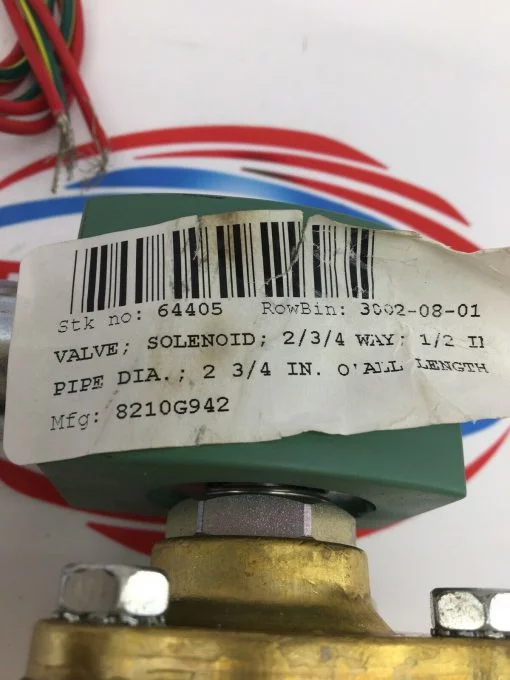 Stk no: 64405 RowBin: 3002-08-01
VALVE; SOLENOID; 2/3/4 WAY; 1/2 I
PIPE DIA.; 2 3/4 IN. O'ALL LENGTH
Mfg: 8210G942